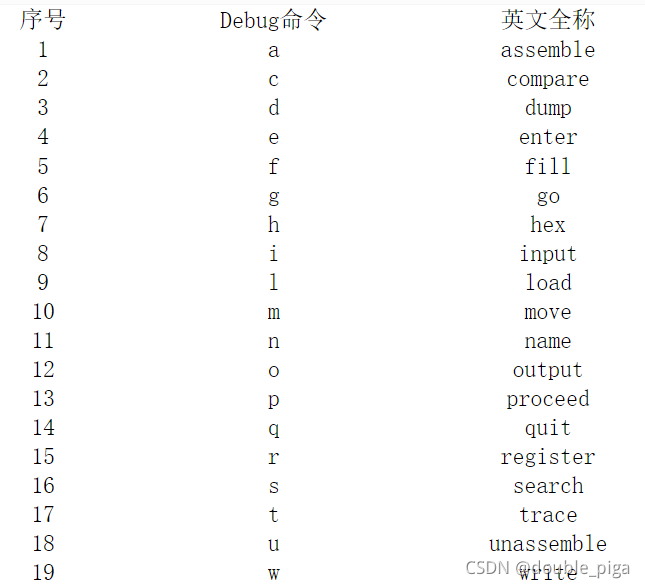 序号 Debug命令 英文全称
1 a assemble
2 c compare
3 d dump
4 e enter
5 f fill
6 g go
7 h hex
8 i input
9 l load
10 m move
11 n name
12 o output
13 p proceed
14 q quit
15 r register
16 s search
17 t trace
18 u unassemble
19 w write
CSDN @double_piga